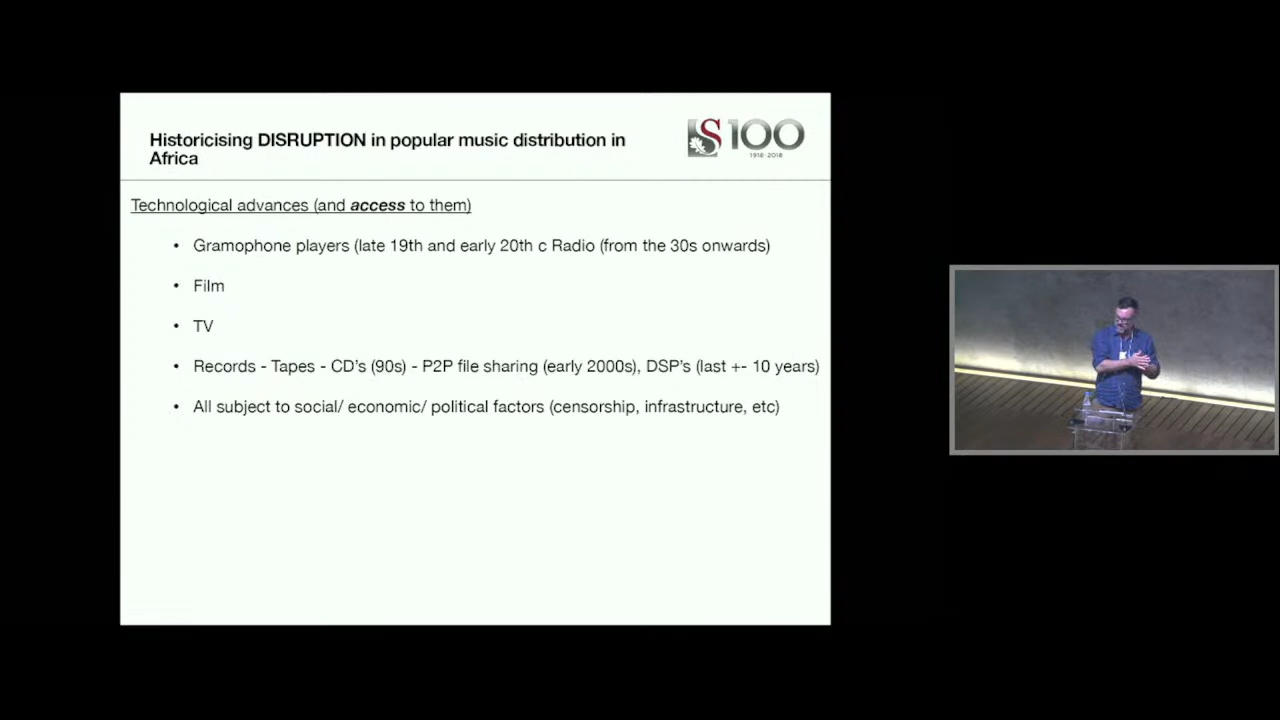 Historicising DISRUPTION in popular music distribution in
Africa
S 100
1918·2018
Technological advances (and access to them)
• Gramophone players (late 19th and early 20th c Radio (from the 30s onwards)
• Film
• TV
• Records - Tapes - CD's (90s) - P2P file sharing (early 2000s), DSP's (last +- 10 years)
• All subject to social/ economic/ political factors (censorship, infrastructure, etc)